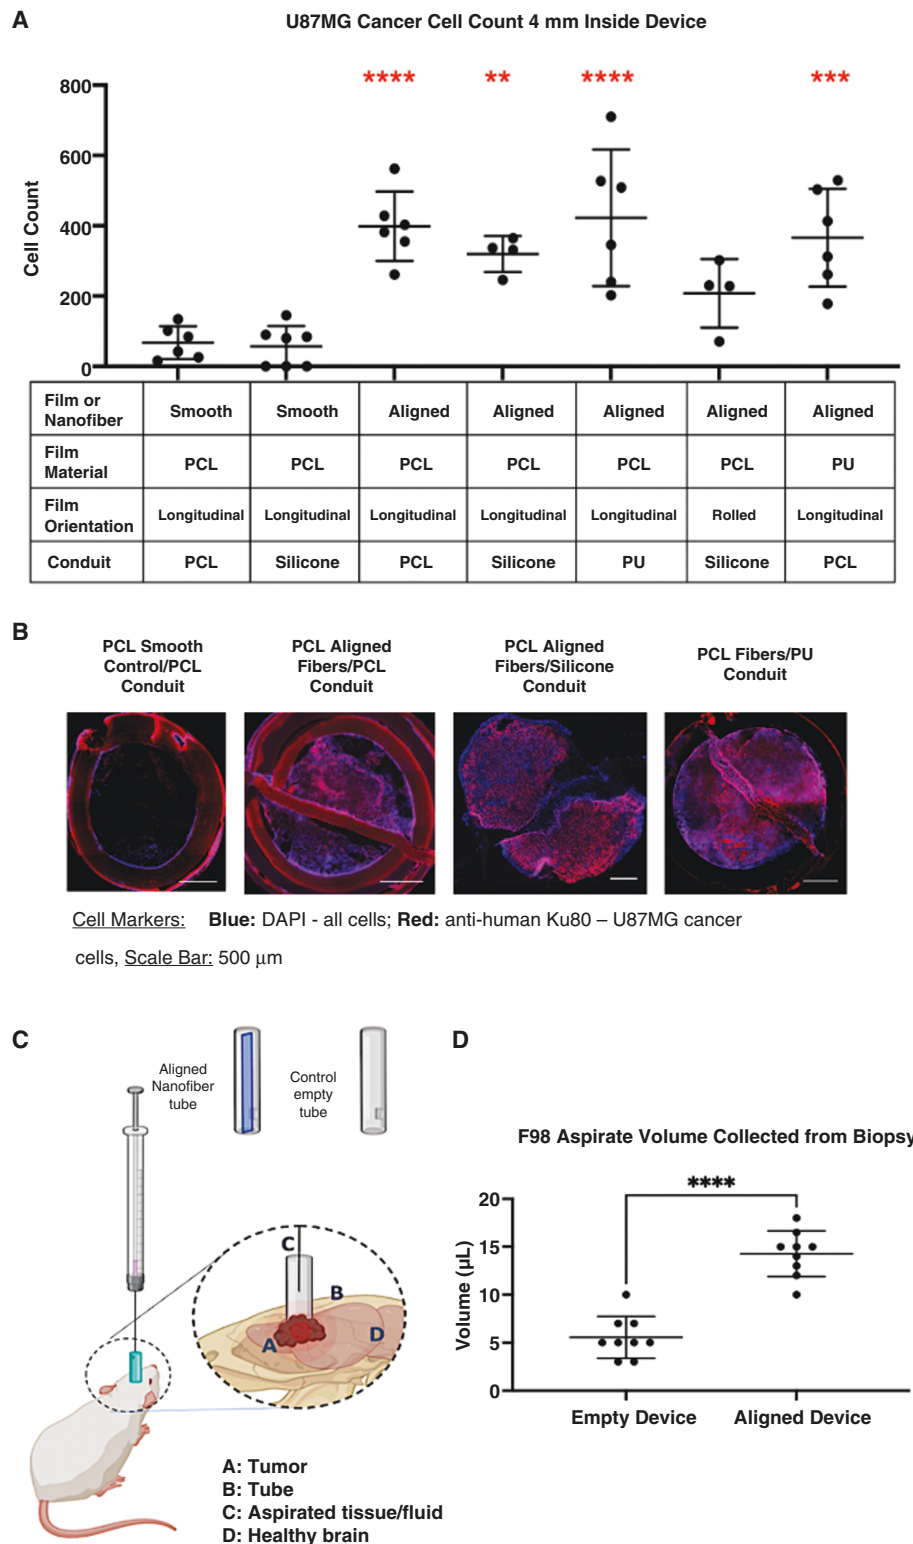 A
U87MG Cancer Cell Count 4 mm Inside Device
**** ** **** ***
Cell Count
800
600
400
200
0
Film or Nanofiber Smooth Smooth Aligned Aligned Aligned Aligned Aligned
Film Material PCL PCL PCL PCL PCL PCL PU
Film Orientation Longitudinal Longitudinal Longitudinal Longitudinal Longitudinal Rolled Longitudinal
Conduit PCL Silicone PCL Silicone PU Silicone PCL
B
PCL Smooth
Control/PCL
Conduit
PCL Aligned
Fibers/PCL
Conduit
PCL Aligned
Fibers/Silicone
Conduit
PCL Fibers/PU
Conduit
Cell Markers: Blue: DAPI - all cells; Red: anti-human Ku80 – U87MG cancer
cells, Scale Bar: 500 μm
C
Aligned
Nanofiber
tube
Control
empty
tube
C
B
A
D
A: Tumor
B: Tube
C: Aspirated tissue/fluid
D: Healthy brain
D
F98 Aspirate Volume Collected from Biopsy
****
Volume (μL)
20
15
10
5
0
Empty Device Aligned Device